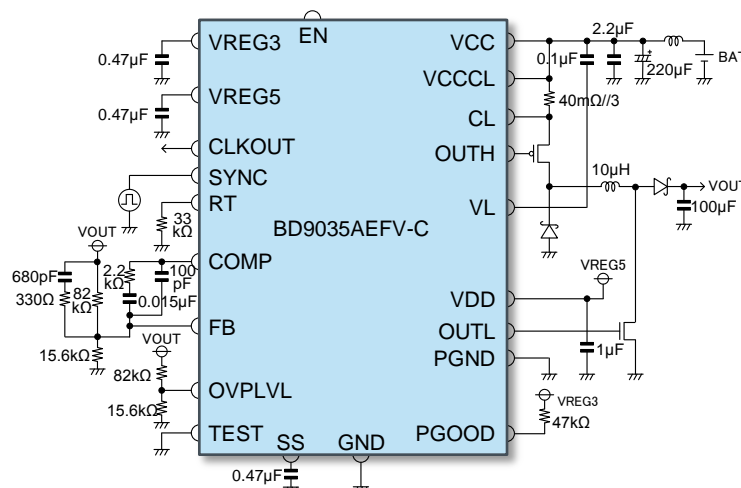 EN
VREG3
0.47µF
VREG5
0.47µF
CLKOUT
SYNC
RT
33
kΩ
VOUT
COMP
680pF
330Ω
82
kΩ
2.2
kΩ
100
pF
0.015µF
FB
15.6kΩ
VOUT
82kΩ
OVPLVL
15.6kΩ
TEST
SS
GND
0.47µF
BD9035AEFV-C
VCC
2.2µF
0.1µF
220µF
+
VCCCL
40mΩ//3
CL
OUTH
10µH
VOUT
VL
100µF
VREG5
VDD
OUTL
1µF
PGND
VREG3
47kΩ
PGOOD